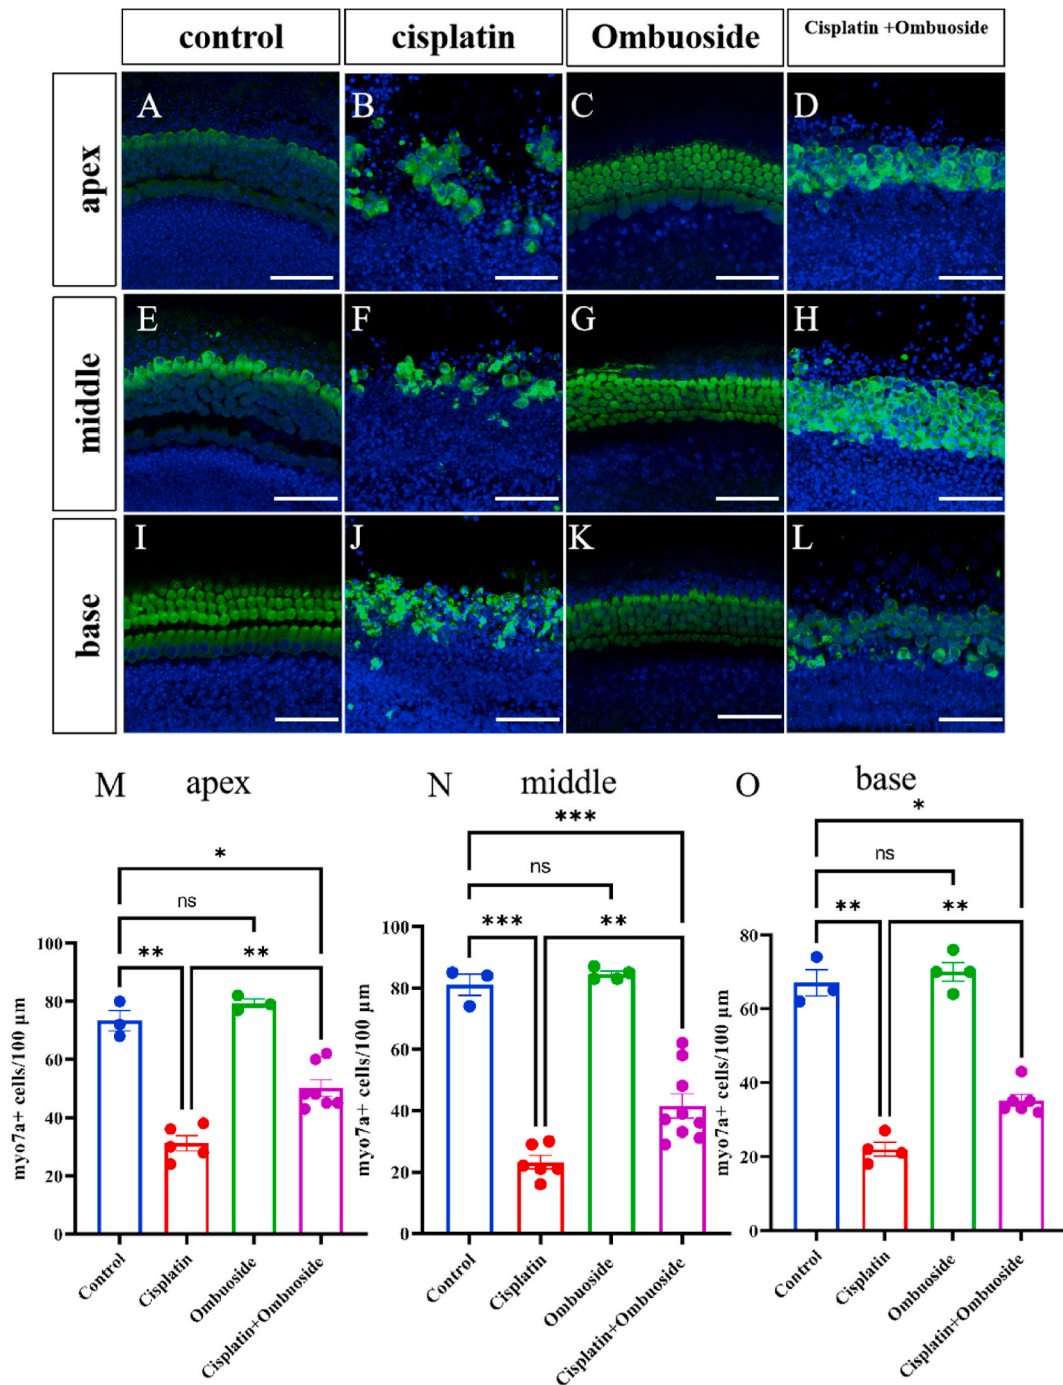 control
cisplatin
Ombuoside
Cisplatin +Ombuoside
apex
A
B
C
D
middle
E
F
G
H
base
I
J
K
L
M apex
*
ns
** **
100
80
60
40
20
0
myo7a+ cells/100 µm
Control
Cisplatin
Ombuoside
Cisplatin+Ombuoside
N middle
***
ns
*** **
100
80
60
40
20
0
myo7a+ cells/100 µm
Control
Cisplatin
Ombuoside
Cisplatin+Ombuoside
O base
*
ns
** **
80
60
40
20
0
myo7a+ cells/100 µm
Control
Cisplatin
Ombuoside
Cisplatin+Ombuoside